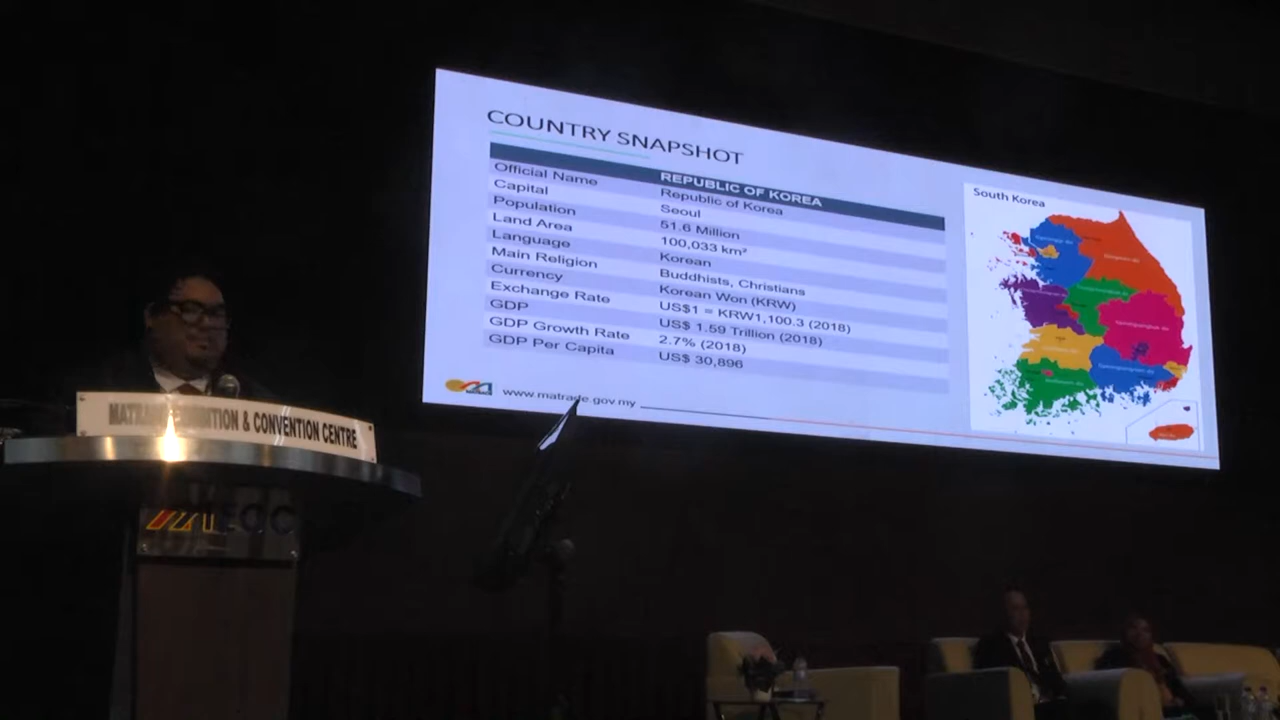 COUNTRY SNAPSHOT
REPUBLIC OF KOREA
Official Name Republic of Korea
Capital Seoul
Population 51.6 Million
Land Area 100,033 km²
Language Korean
Main Religion Buddhists, Christians
Currency Korean Won (KRW)
Exchange Rate US$1 = KRW1,100.3 (2018)
GDP US$ 1.59 Trillion (2018)
GDP Growth Rate 2.7% (2018)
GDP Per Capita US$ 30,896
www.matrade.gov.my
South Korea
& CONVENTION CENTRE